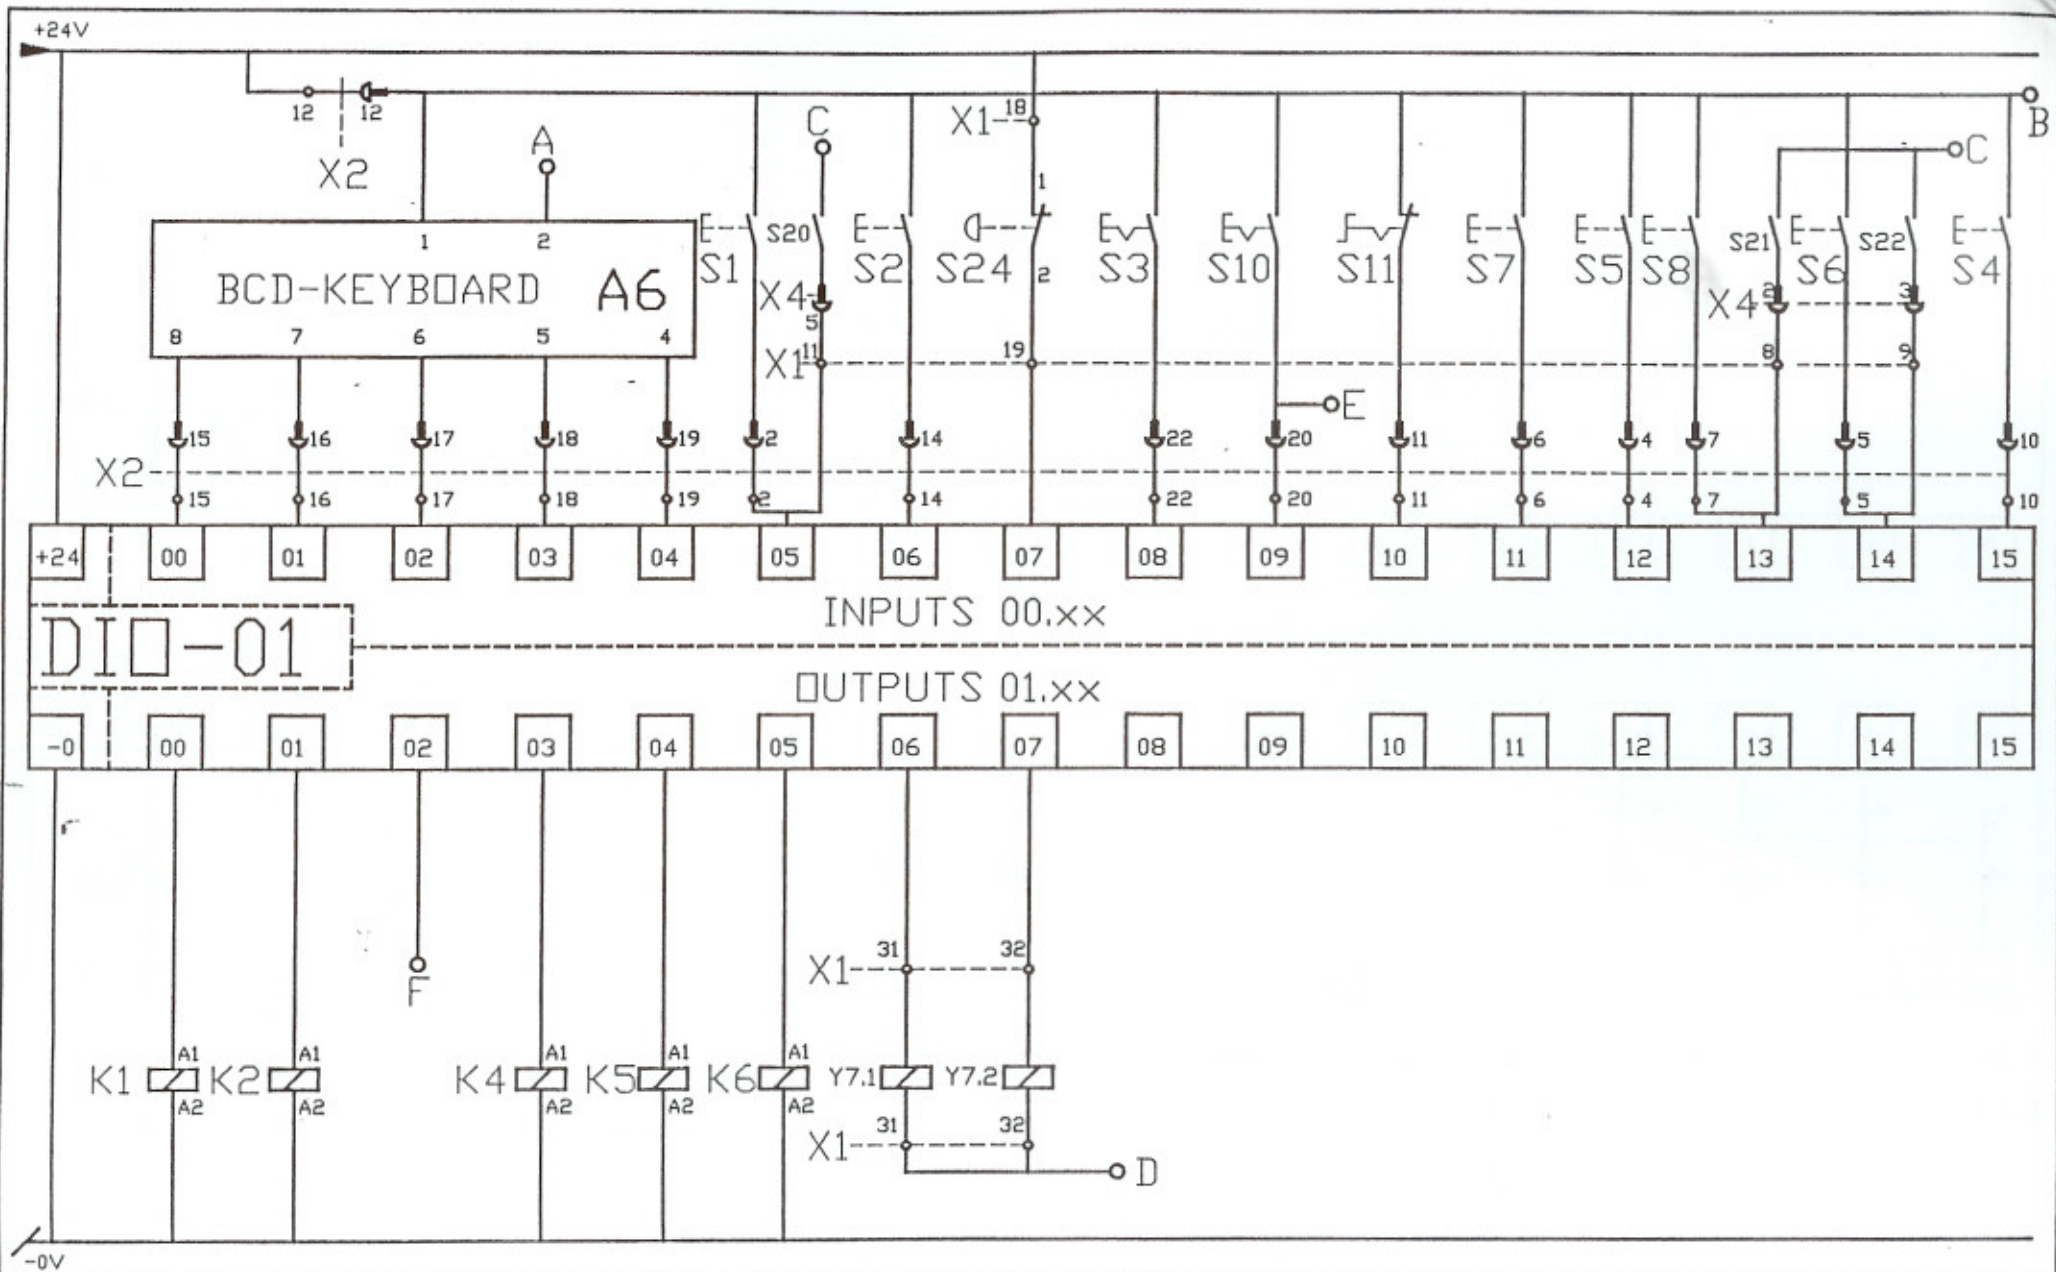 +24V
12 12
X2
A
C
X1 18
B
C
1
1 2
BCD-KEYBOARD A6
8 7 6 5 4
S1
S20
S2
S24
2
S3
S10
S11
S7
S5
S8
S21
S6
S22
S4
X4
5
X4 2 3
X1 11 19 8 9
E
15 16 17 18 19 2 14 22 20 11 6 4 7 5 10
X2
15 16 17 18 19 2 14 22 20 11 6 4 7 5 10
+24 00 01 02 03 04 05 06 07 08 09 10 11 12 13 14 15
INPUTS 00.xx
DIO-01
OUTPUTS 01.xx
-0 00 01 02 03 04 05 06 07 08 09 10 11 12 13 14 15
X1 31 32
F
A1 A1 A1 A1 A1
K1 K2 K4 K5 K6 Y7.1 Y7.2
A2 A2 A2 A2 A2
X1 31 32
D
-0V